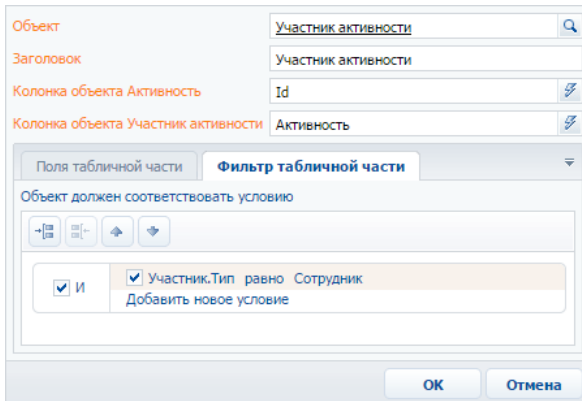 Объект Участник активности
Заголовок Участник активности
Колонка объекта Активность Id
Колонка объекта Участник активности Активность
Поля табличной части Фильтр табличной части
Объект должен соответствовать условию
И Участник.Тип равно Сотрудник
Добавить новое условие
ОК Отмена